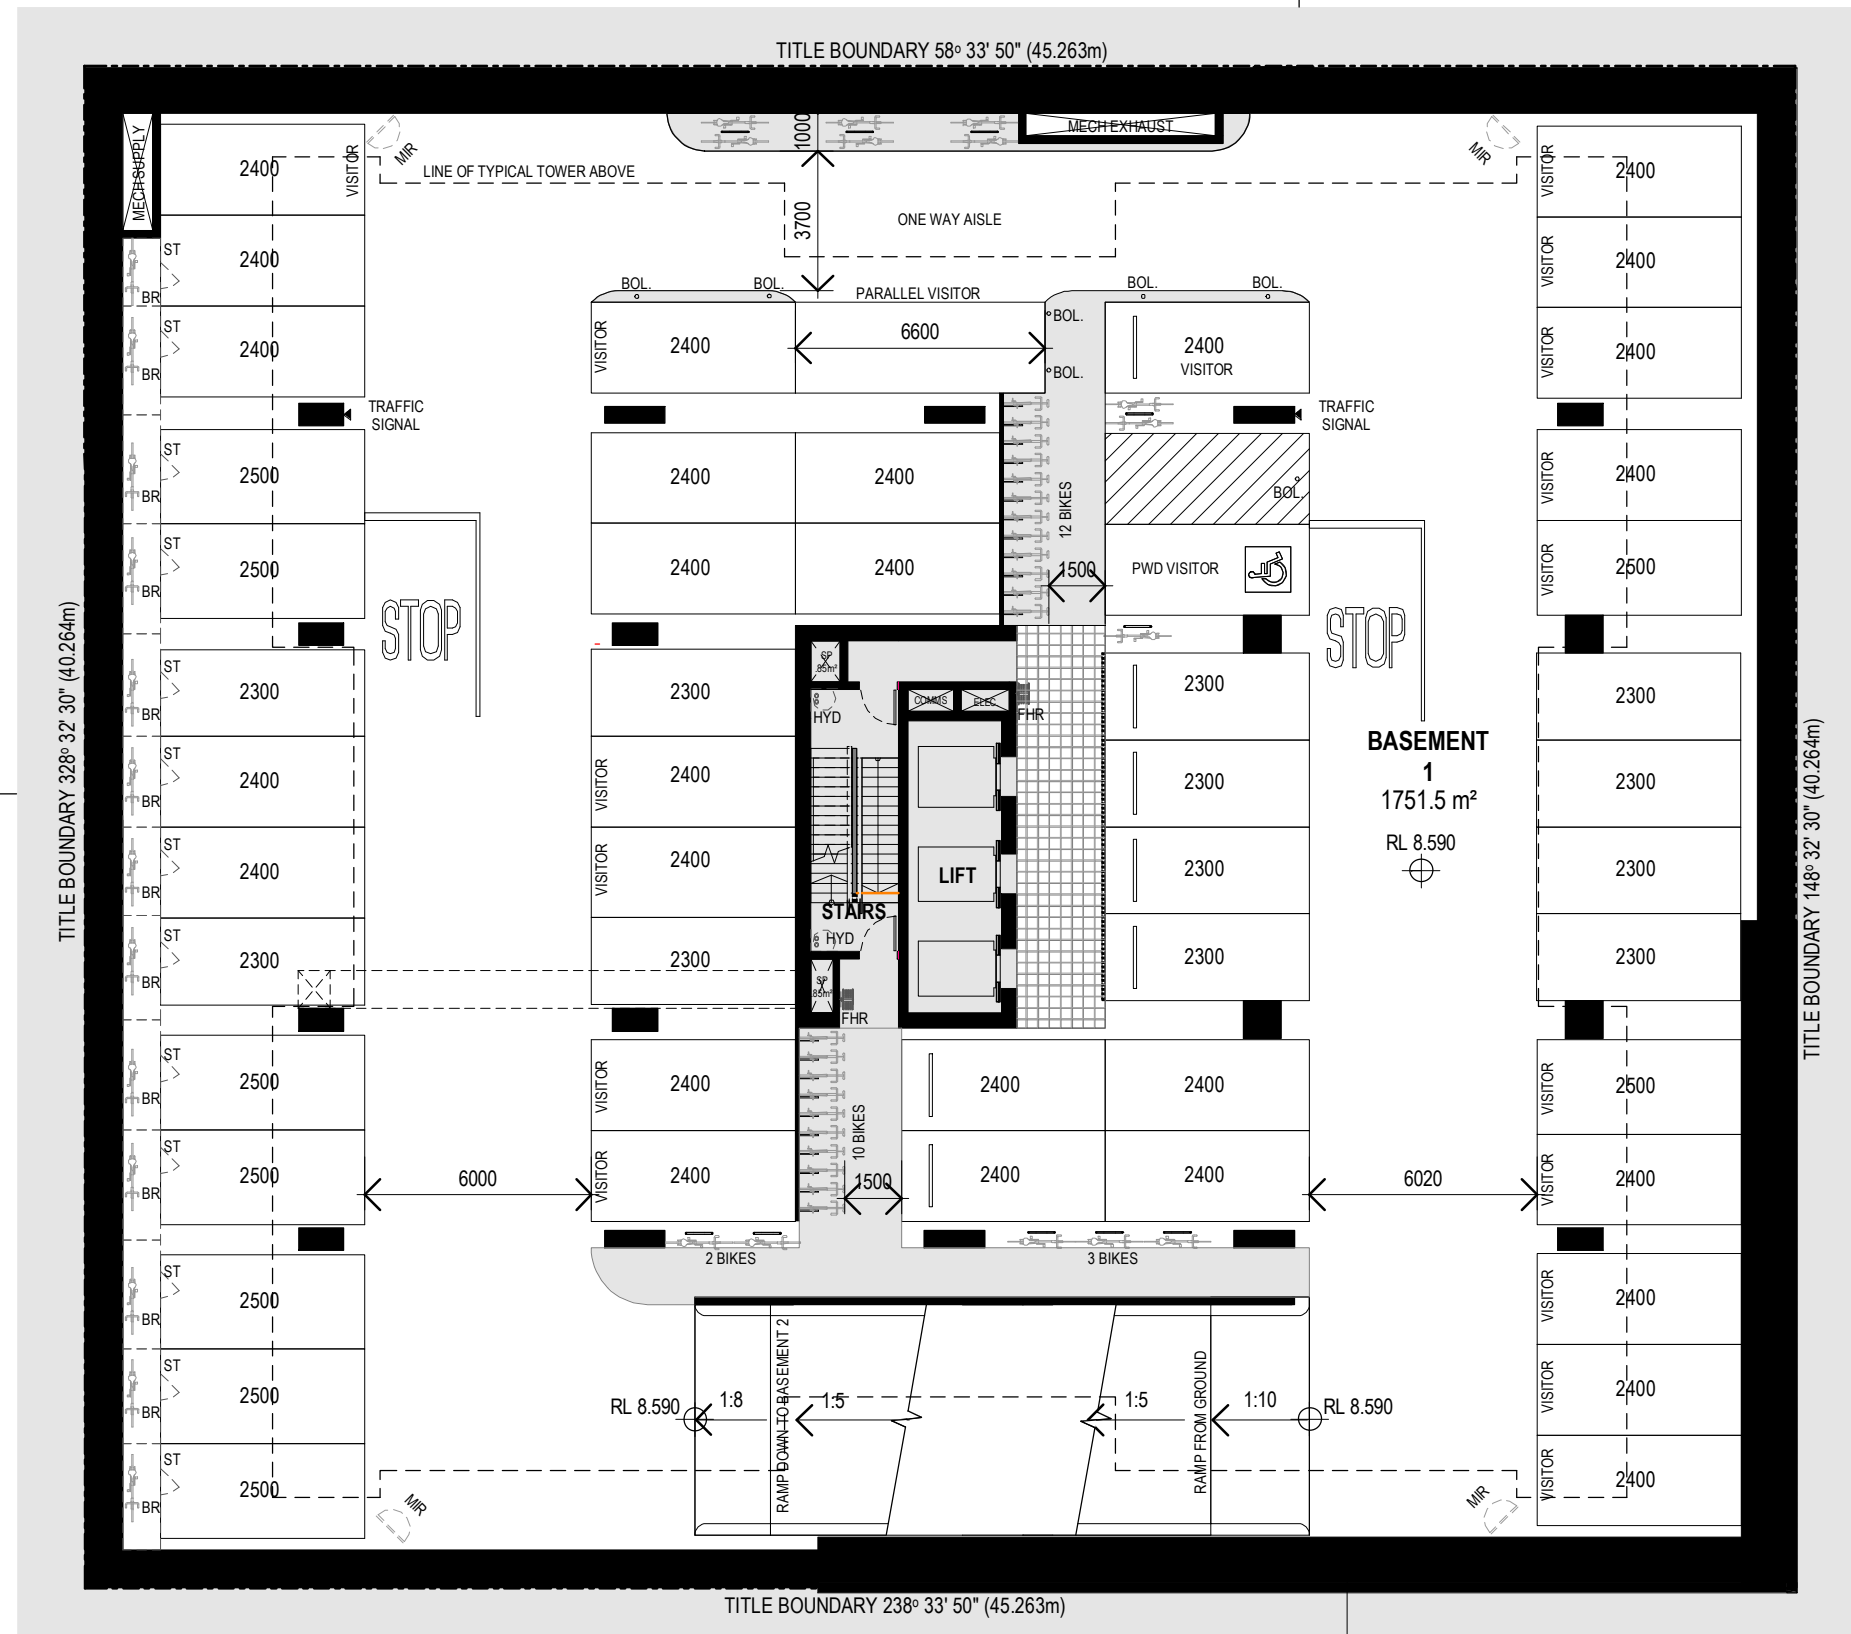 TITLE BOUNDARY 58º 33' 50" (45.263m)
MECH SUPPLY
2400
VISITOR
MIR
LINE OF TYPICAL TOWER ABOVE
1000
MECH EXHAUST
3700
ONE WAY AISLE
MIR
VISITOR
2400
ST
2400
BR
VISITOR
2400
BOL.
BOL.
PARALLEL VISITOR
BOL.
BOL.
ST
2400
BR
VISITOR
2400
6600
BOL.
BOL.
2400
VISITOR
VISITOR
2400
TRAFFIC
SIGNAL
TRAFFIC
SIGNAL
ST
2500
BR
2400
2400
12 BIKES
BOL.
VISITOR
2400
ST
2500
BR
2400
2400
1500
PWD VISITOR
VISITOR
2500
STOP
STOP
TITLE BOUNDARY 328º 32' 30" (40.264m)
ST
2300
BR
2300
SP
.85m²
HYD
COMMS
ELEC
FHR
2300
2300
BASEMENT
1
1751.5 m²
RL 8.590
ST
2400
BR
VISITOR
2400
2300
2300
TITLE BOUNDARY 148º 32' 30" (40.264m)
ST
2400
BR
VISITOR
2400
LIFT
2300
2300
STAIRS
HYD
ST
2300
BR
2300
SP
.85m²
FHR
2300
2300
ST
2500
BR
VISITOR
2400
10 BIKES
2400
2400
VISITOR
2500
ST
2500
BR
6000
VISITOR
2400
1500
2400
2400
6020
VISITOR
2400
2 BIKES
3 BIKES
ST
2500
BR
VISITOR
2400
ST
2500
BR
RL 8.590
1:8
RAMP DOWN TO BASEMENT 2
1:5
1:5
RAMP FROM GROUND
1:10
RL 8.590
VISITOR
2400
ST
2500
BR
MIR
MIR
VISITOR
2400
TITLE BOUNDARY 238º 33' 50" (45.263m)